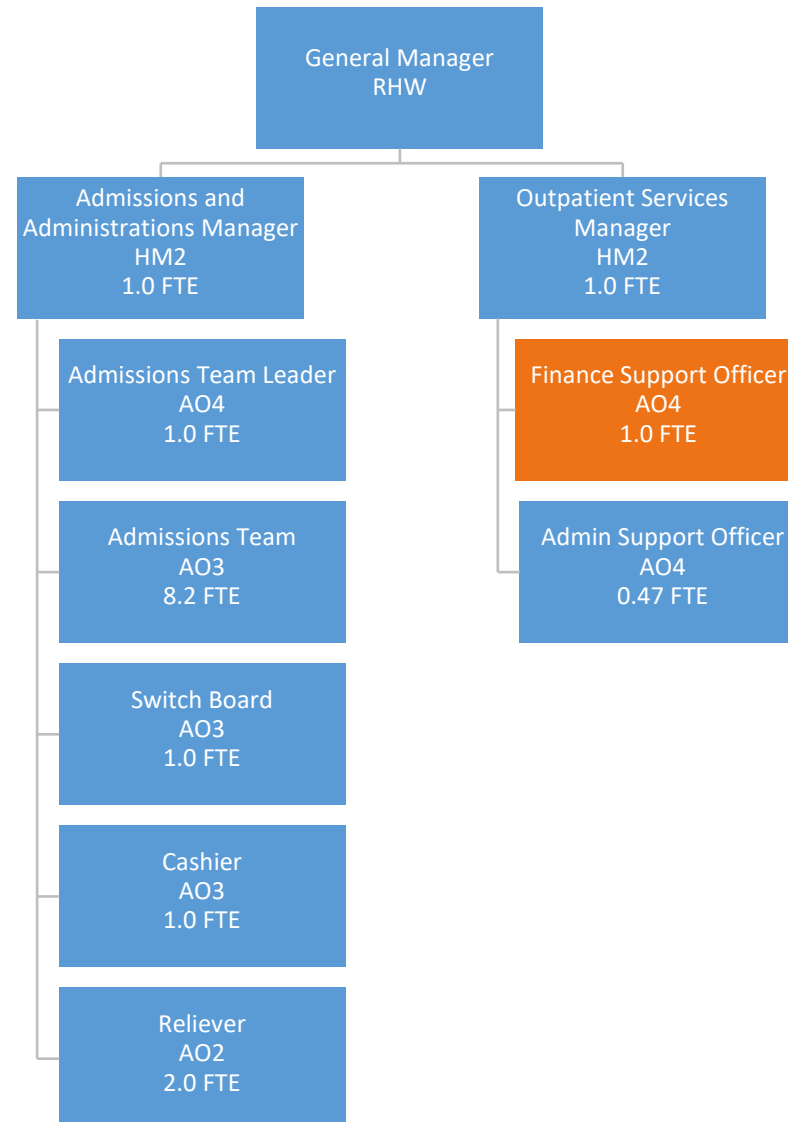 General Manager
RHW
Admissions and
Administrations Manager
HM2
1.0 FTE
Outpatient Services
Manager
HM2
1.0 FTE
Admissions Team Leader
AO4
1.0 FTE
Finance Support Officer
AO4
1.0 FTE
Admissions Team
AO3
8.2 FTE
Admin Support Officer
AO4
0.47 FTE
Switch Board
AO3
1.0 FTE
Cashier
AO3
1.0 FTE
Reliever
AO2
2.0 FTE